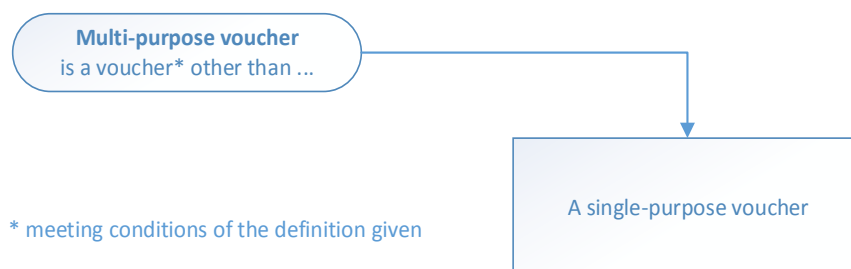 Multi-purpose voucher
is a voucher* other than ...
A single-purpose voucher
* meeting conditions of the definition given